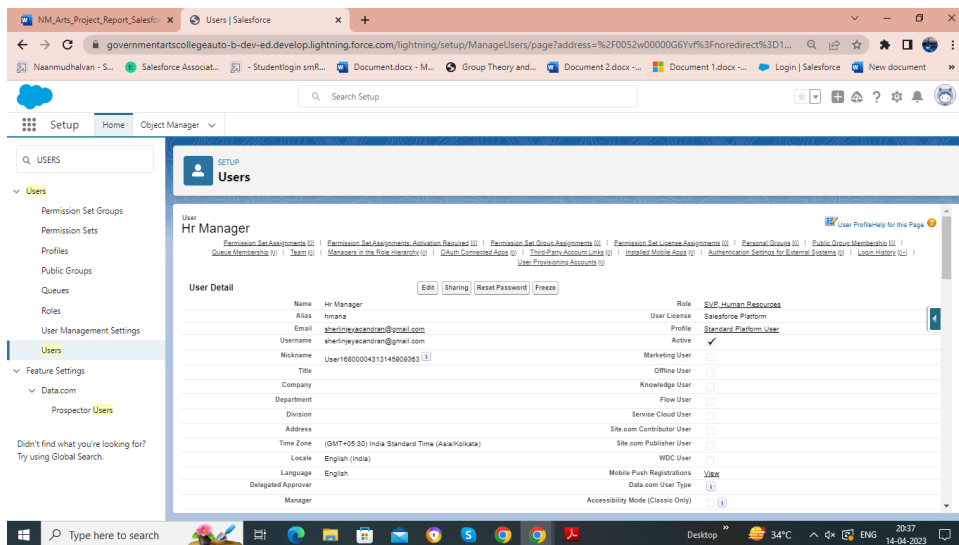 NM_Arts_Project_Report_Salesfo
Users | Salesforce
governmentartscollegeauto-b-dev-ed.develop.lightning.force.com/lightning/setup/ManageUsers/page?address=%2F0052w00000G6Yvf%3Fnoredirect%3D1...
Naanmudhalvan - S...
Salesforce Associat...
- Studentlogin smR...
Document.docx - M...
Group Theory and...
Document 2.docx -...
Document 1.docx -...
Login | Salesforce
New document
Search Setup
Setup
Home
Object Manager
USERS
SETUP
Users
Users
Permission Set Groups
Permission Sets
Profiles
Public Groups
Queues
Roles
User Management Settings
Users
Feature Settings
Data.com
Prospector Users
Didn't find what you're looking for?
Try using Global Search.
User
Hr Manager
User Profile Help for this Page
Permission Set Assignments [0] | Permission Set Assignments: Activation Required [0] | Permission Set Group Assignments [0] | Permission Set License Assignments [0] | Personal Groups [0] | Public Group Membership [0] |
Queue Membership [0] | Team [0] | Managers in the Role Hierarchy [0] | OAuth Connected Apps [0] | Third-Party Account Links [0] | Installed Mobile Apps [0] | Authentication Settings for External Systems [0] | Login History [0+] |
User Provisioning Accounts [0]
User Detail
Edit Sharing Reset Password Freeze
Name Hr Manager Role SVP, Human Resources
Alias hmana User License Salesforce Platform
Email sherlinjeyacandran@gmail.com Profile Standard Platform User
Username sherlinjeyacandran@gmail.com Active ✓
Nickname User16800004313145909363 Marketing User
Title Offline User
Company Knowledge User
Department Flow User
Division Service Cloud User
Address Site.com Contributor User
Time Zone (GMT+05:30) India Standard Time (Asia/Kolkata) Site.com Publisher User
Locale English (India) WDC User
Language English Mobile Push Registrations View
Delegated Approver Data.com User Type
Manager Accessibility Mode (Classic Only)
Type here to search
Desktop
34°C
ENG
20:37
14-04-2023